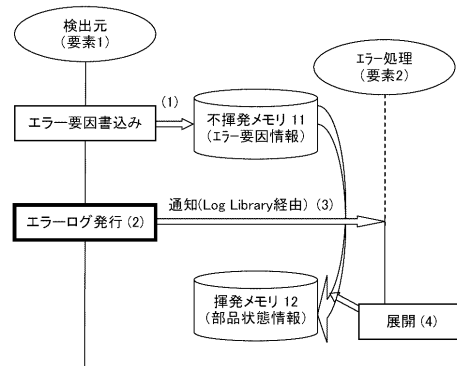 検出元
(要素1)
エラー処理
(要素2)
(1)
エラー要因書込み
不揮発メモリ 11
(エラー要因情報)
通知(Log Library経由) (3)
エラーログ発行 (2)
揮発メモリ 12
(部品状態情報)
展開 (4)